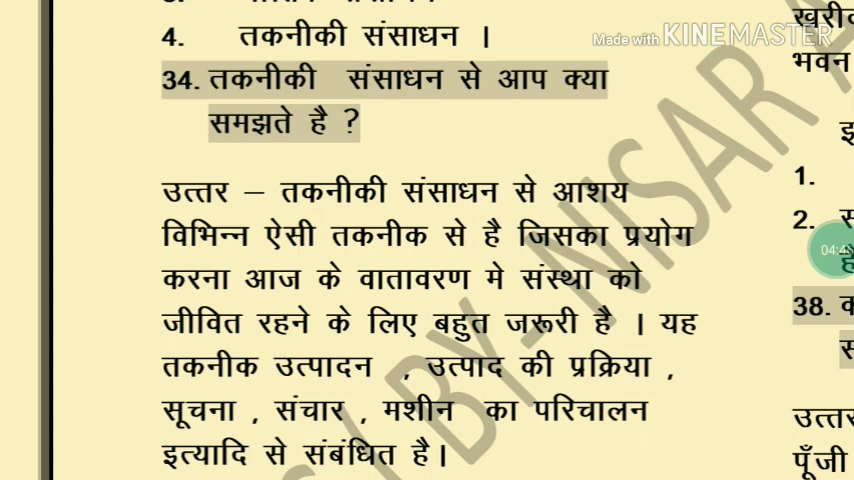 4. तकनीकी संसाधन ।
34. तकनीकी संसाधन से आप क्या
समझते है ?
उत्तर – तकनीकी संसाधन से आशय
विभिन्न ऐसी तकनीक से है जिसका प्रयोग
करना आज के वातावरण मे संस्था को
जीवित रहने के लिए बहुत जरूरी है । यह
तकनीक उत्पादन , उत्पाद की प्रक्रिया ,
सूचना , संचार , मशीन का परिचालन
इत्यादि से संबंधित है।
Made with KINEMASTER
भवन
1.
2.
38.
उत्तर
पूँजी
BY- NISAR